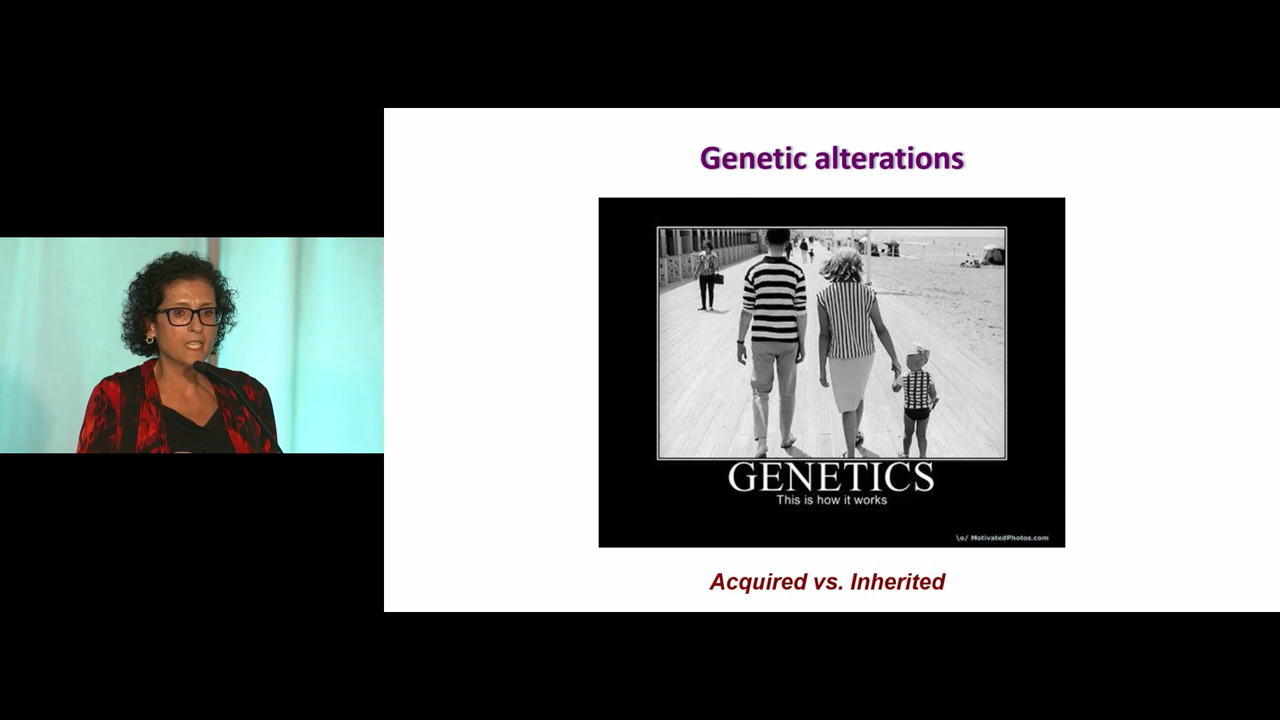 Genetic alterations
GENETICS
This is how it works
\o/ MotivatedPhotos.com
Acquired vs. Inherited